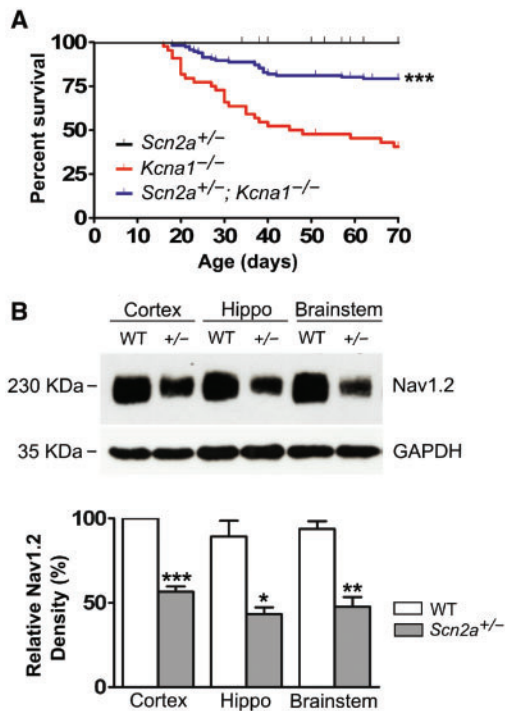 A
100
75
50
25
0
Percent survival
Scn2a+/–
Kcna1–/–
Scn2a+/–; Kcna1–/–
***
0 10 20 30 40 50 60 70
Age (days)
B
Cortex Hippo Brainstem
WT +/– WT +/– WT +/–
230 KDa – Nav1.2
35 KDa – GAPDH
100
50
0
Relative Nav1.2
Density (%)
*** * **
WT
Scn2a+/–
Cortex Hippo Brainstem